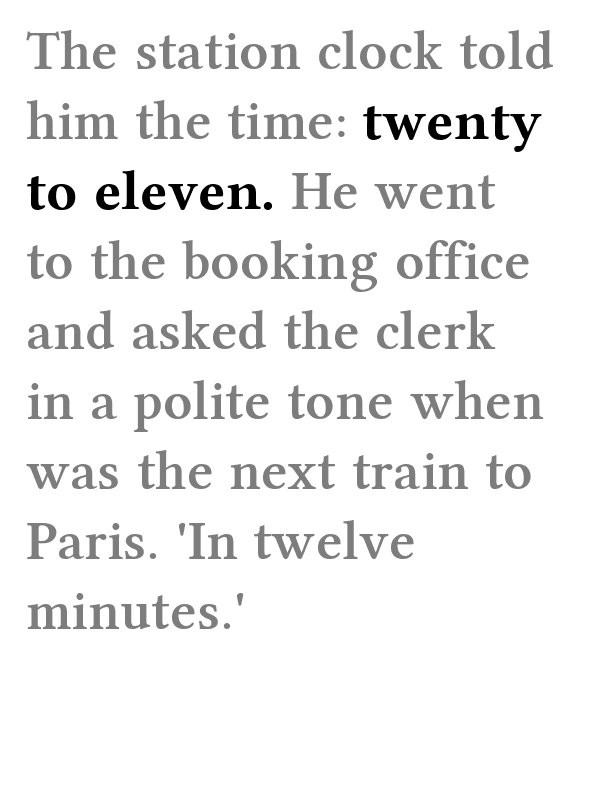 The station clock told
him the time: twenty
to eleven. He went
to the booking office
and asked the clerk
in a polite tone when
was the next train to
Paris. 'In twelve
minutes.'